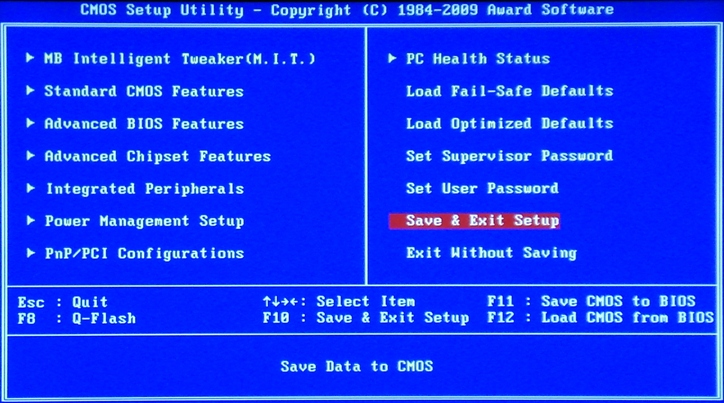 CMOS Setup Utility - Copyright (C) 1984-2009 Award Software
MB Intelligent Tweaker(M.I.T.)
Standard CMOS Features
Advanced BIOS Features
Advanced Chipset Features
Integrated Peripherals
Power Management Setup
PnP/PCI Configurations
PC Health Status
Load Fail-Safe Defaults
Load Optimized Defaults
Set Supervisor Password
Set User Password
Save & Exit Setup
Exit Without Saving
Esc : Quit
F8 : Q-Flash
↑↓→←: Select Item
F10 : Save & Exit Setup
F11 : Save CMOS to BIOS
F12 : Load CMOS from BIOS
Save Data to CMOS